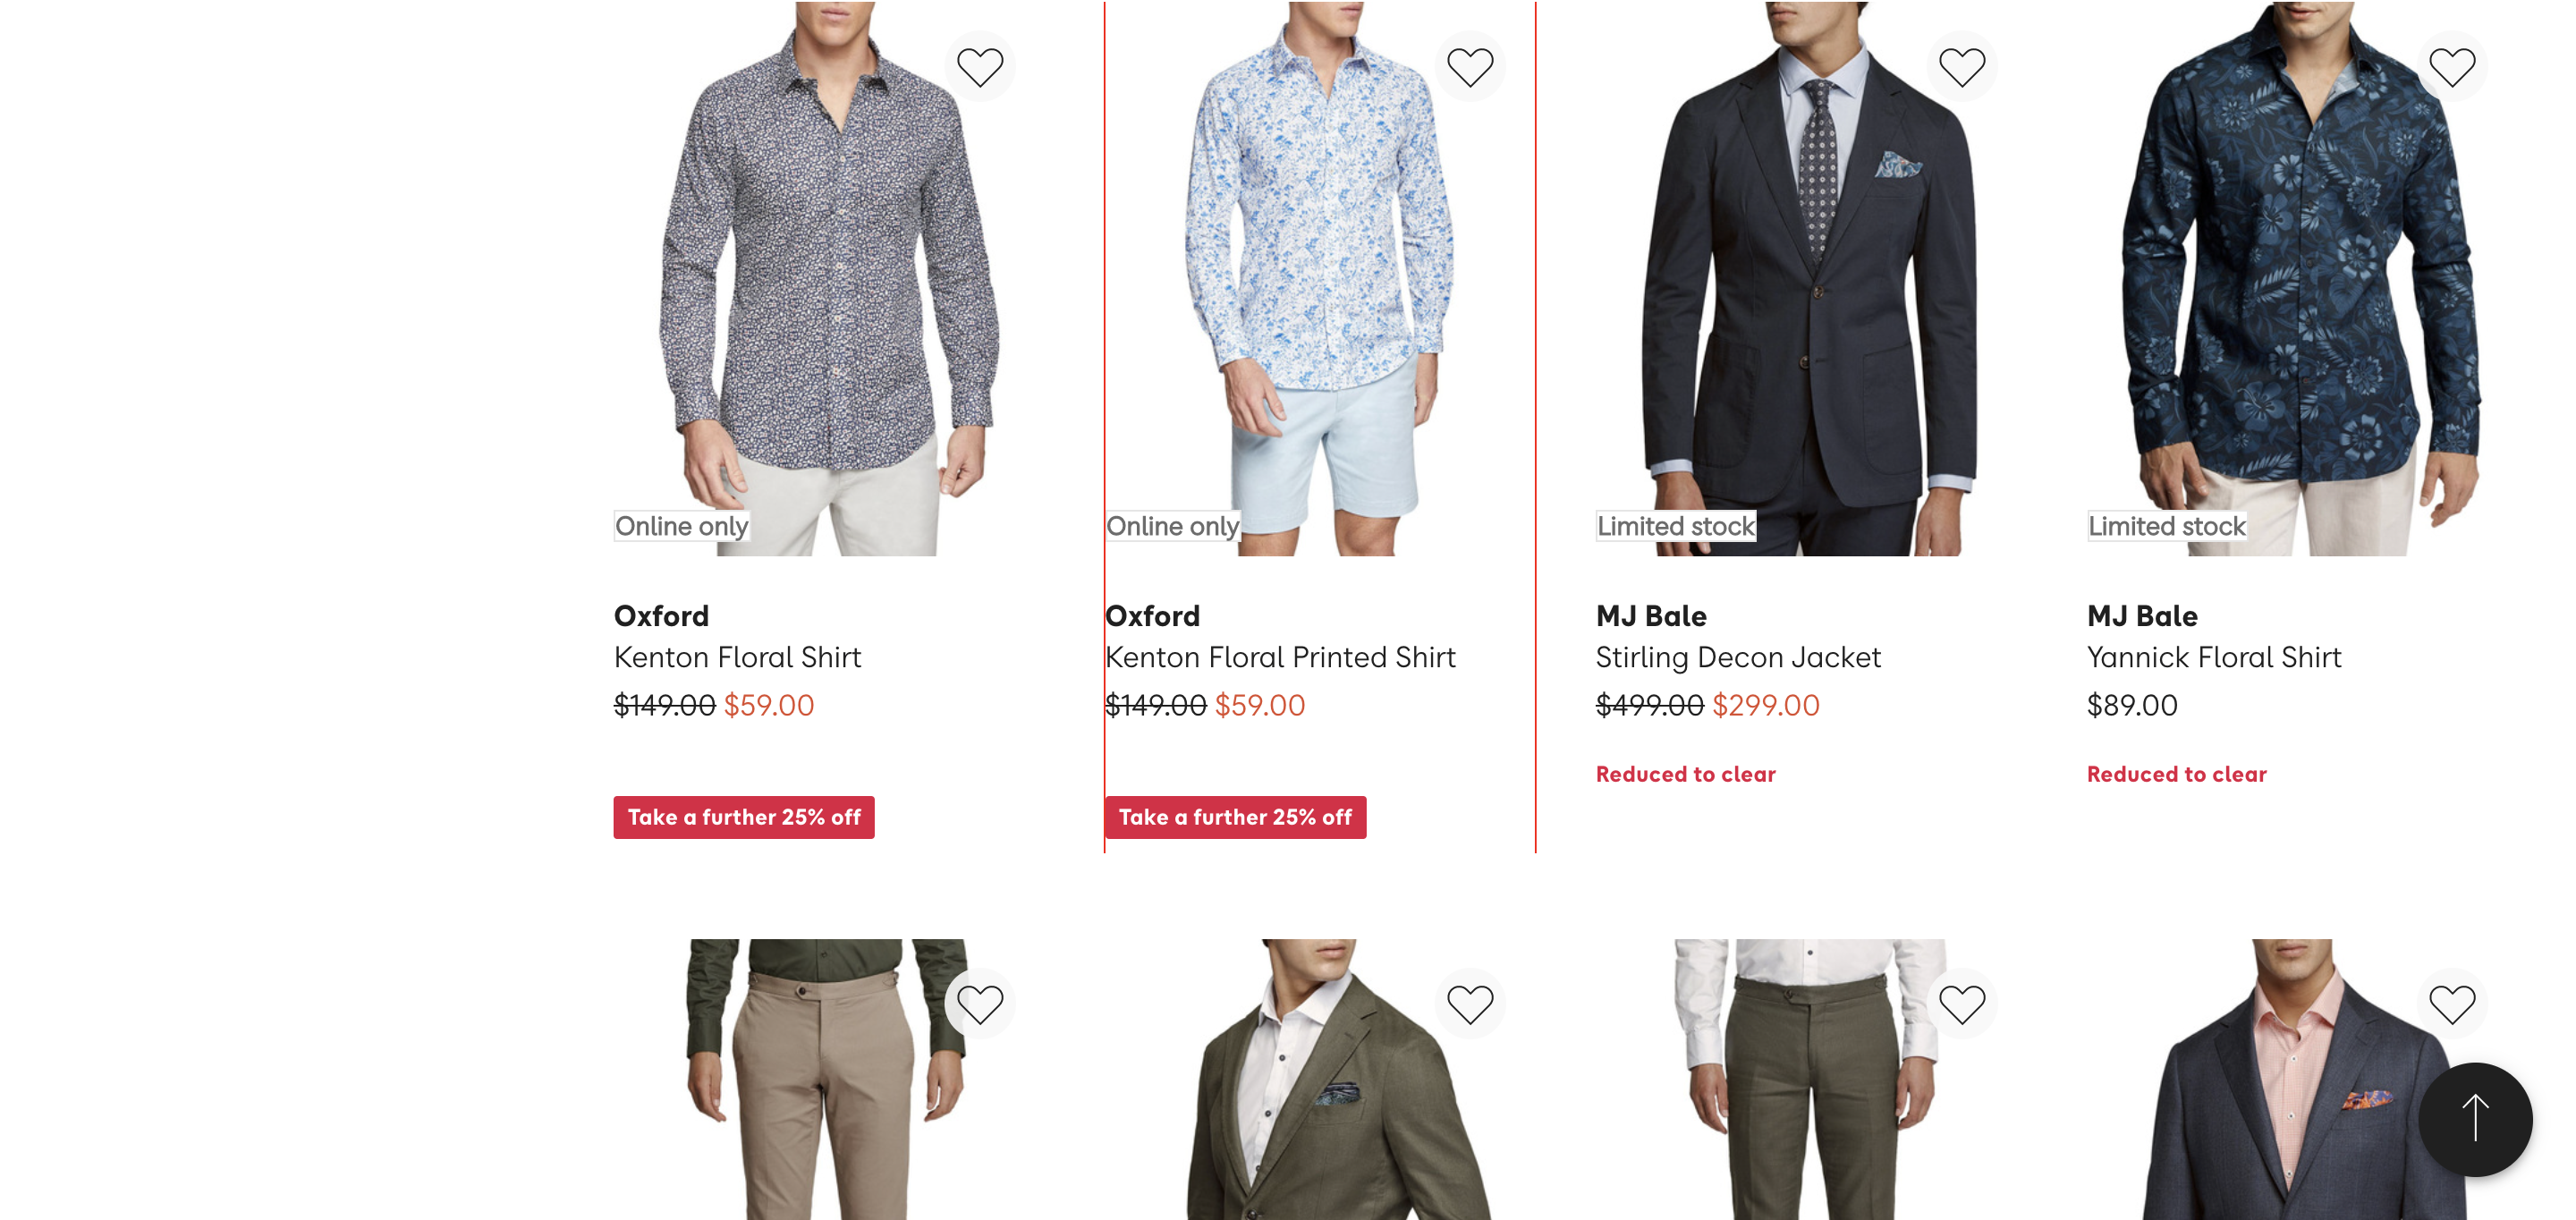 Online only
Oxford
Kenton Floral Shirt
$149.00 $59.00
Take a further 25% off
Online only
Oxford
Kenton Floral Printed Shirt
$149.00 $59.00
Take a further 25% off
Limited stock
MJ Bale
Stirling Decon Jacket
$499.00 $299.00
Reduced to clear
Limited stock
MJ Bale
Yannick Floral Shirt
$89.00
Reduced to clear